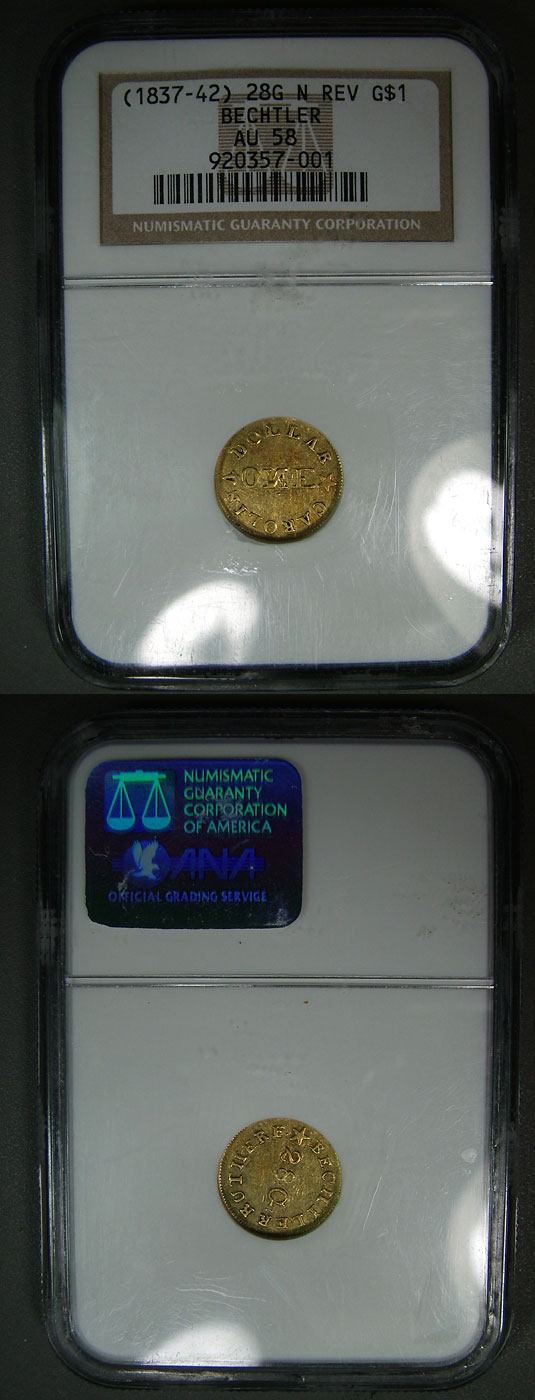 (1837-42) 28G N REV G$1
BECHTLER
AU 58
920357-001
NUMISMATIC GUARANTY CORPORATION
CAROLINA DOLLAR
ONE
NUMISMATIC
GUARANTY
CORPORATION
OF AMERICA
ANA
OFFICIAL GRADING SERVICE
BECHTLER RUTHERF
28 G